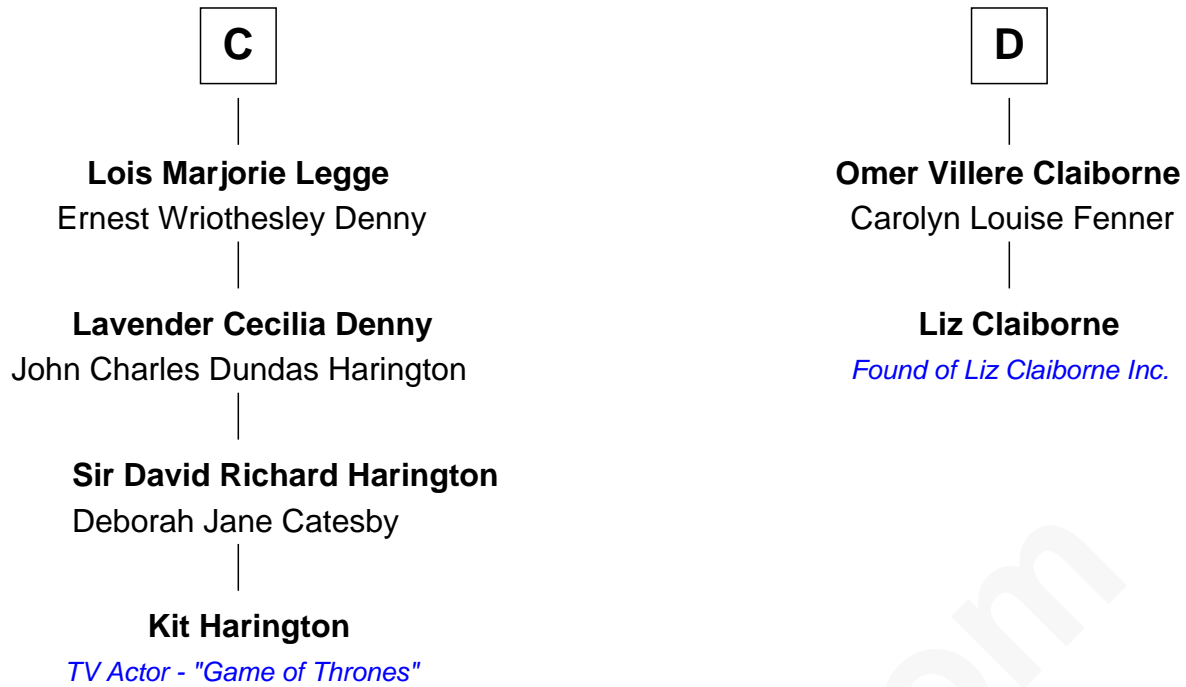 C
Lois Marjorie Legge
Ernest Wriothesley Denny
Lavender Cecilia Denny
John Charles Dundas Harington
Sir David Richard Harington
Deborah Jane Catesby
Kit Harington
TV Actor - "Game of Thrones"
D
Omer Villere Claiborne
Carolyn Louise Fenner
Liz Claiborne
Found of Liz Claiborne Inc.
om